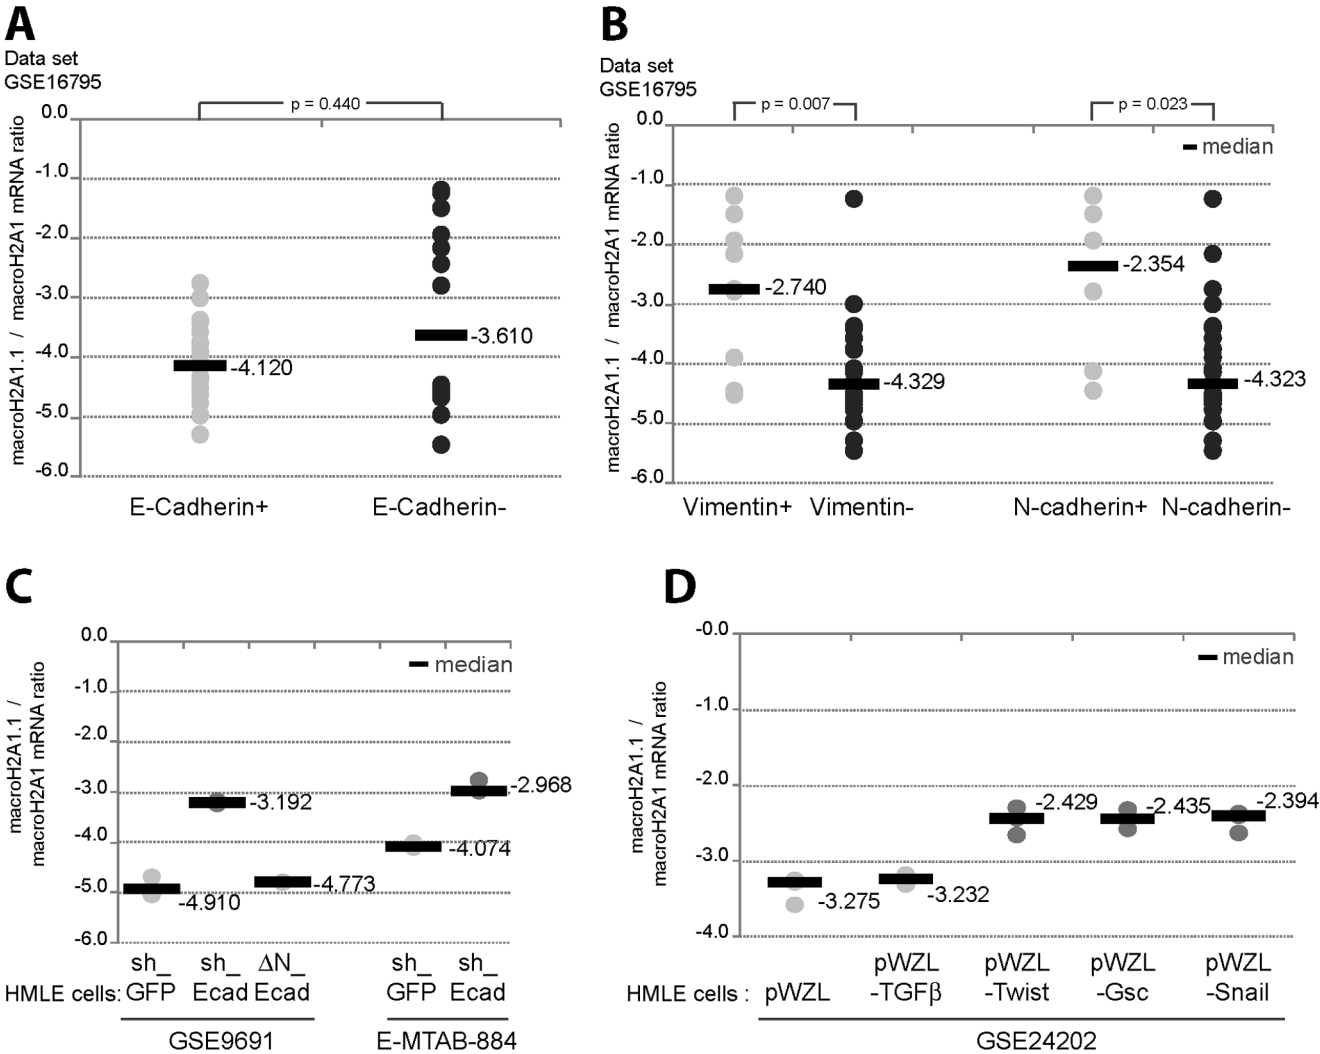 A
Data set
GSE16795
p = 0.440
0.0
-1.0
-2.0
-3.0
-4.0
-5.0
-6.0
macroH2A1.1 / macroH2A1 mRNA ratio
-4.120
-3.610
E-Cadherin+ E-Cadherin-
B
Data set
GSE16795
p = 0.007 p = 0.023
median
0.0
-1.0
-2.0
-3.0
-4.0
-5.0
-6.0
macroH2A1.1 / macroH2A1 mRNA ratio
-2.740
-4.329
-2.354
-4.323
Vimentin+ Vimentin- N-cadherin+ N-cadherin-
C
median
0.0
-1.0
-2.0
-3.0
-4.0
-5.0
-6.0
macroH2A1.1 /
macroH2A1 mRNA ratio
-4.910
-3.192
-4.773
-4.074
-2.968
sh_ sh_ ΔN_ sh_ sh_
HMLE cells: GFP Ecad Ecad GFP Ecad
GSE9691 E-MTAB-884
D
median
-0.0
-1.0
-2.0
-3.0
-4.0
macroH2A1.1 /
macroH2A1 mRNA ratio
-3.275
-3.232
-2.429
-2.435
-2.394
pWZL pWZL pWZL pWZL
HMLE cells : pWZL -TGFβ -Twist -Gsc -Snail
GSE24202